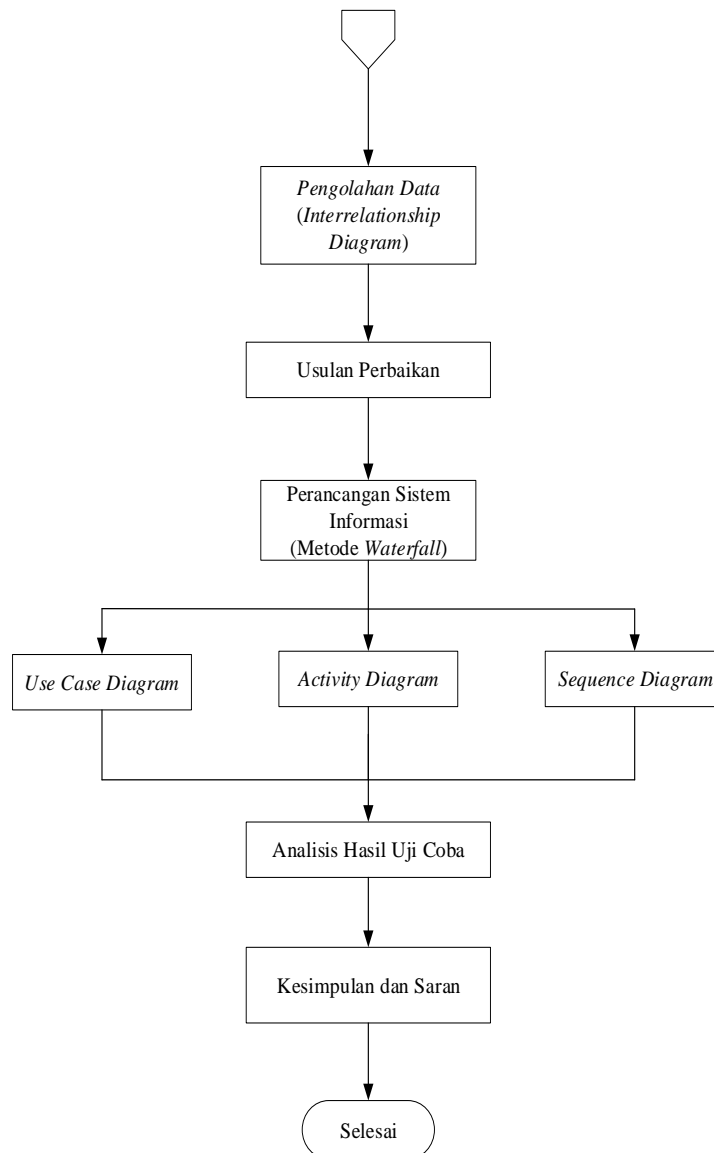 Pengolahan Data
(Interrelationship
Diagram)
Usulan Perbaikan
Perancangan Sistem
Informasi
(Metode Waterfall)
Use Case Diagram
Activity Diagram
Sequence Diagram
Analisis Hasil Uji Coba
Kesimpulan dan Saran
Selesai